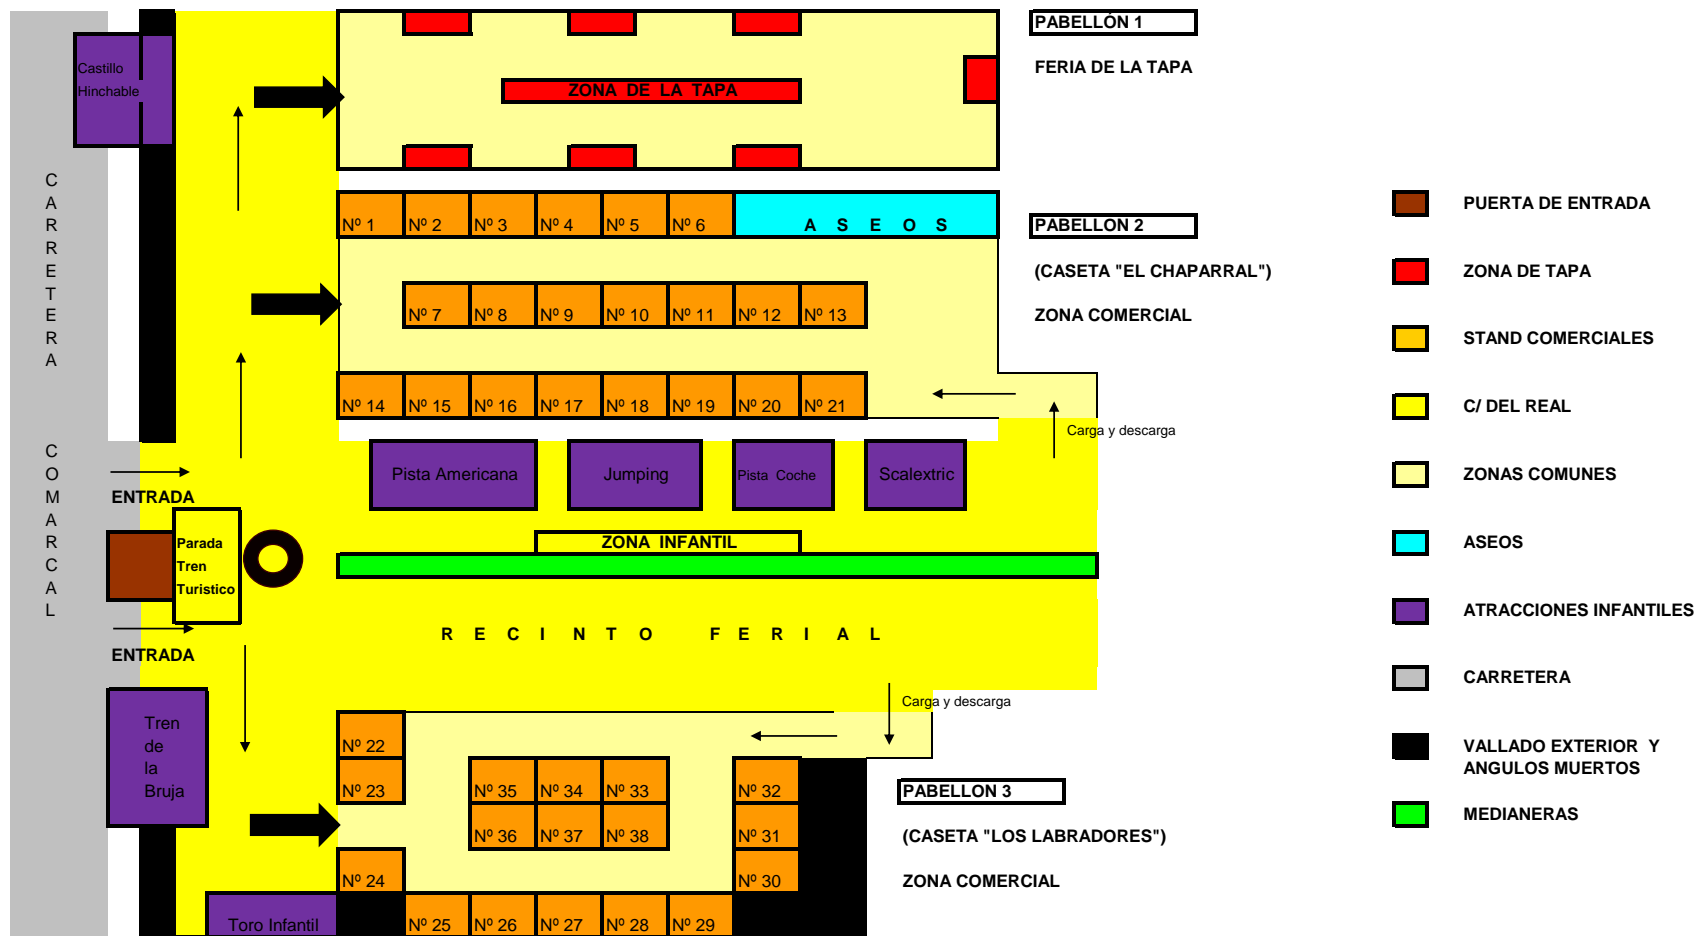 PABELLÓN 1
FERIA DE LA TAPA
Castillo
Hinchable
ZONA DE LA TAPA
CARRETERA
COMARCAL
Nº 1 Nº 2 Nº 3 Nº 4 Nº 5 Nº 6 ASEOS
PABELLON 2
(CASETA "EL CHAPARRAL")
ZONA COMERCIAL
Nº 7 Nº 8 Nº 9 Nº 10 Nº 11 Nº 12 Nº 13
Nº 14 Nº 15 Nº 16 Nº 17 Nº 18 Nº 19 Nº 20 Nº 21
Carga y descarga
Pista Americana Jumping Pista Coche Scalextric
ENTRADA
Parada
Tren
Turistico
ZONA INFANTIL
RECINTO FERIAL
ENTRADA
Carga y descarga
Tren
de
la
Bruja
Nº 22
Nº 23 Nº 35 Nº 34 Nº 33 Nº 32
Nº 36 Nº 37 Nº 38 Nº 31
Nº 24 Nº 30
Toro Infantil Nº 25 Nº 26 Nº 27 Nº 28 Nº 29
PABELLON 3
(CASETA "LOS LABRADORES")
ZONA COMERCIAL
PUERTA DE ENTRADA
ZONA DE TAPA
STAND COMERCIALES
C/ DEL REAL
ZONAS COMUNES
ASEOS
ATRACCIONES INFANTILES
CARRETERA
VALLADO EXTERIOR Y
ANGULOS MUERTOS
MEDIANERAS